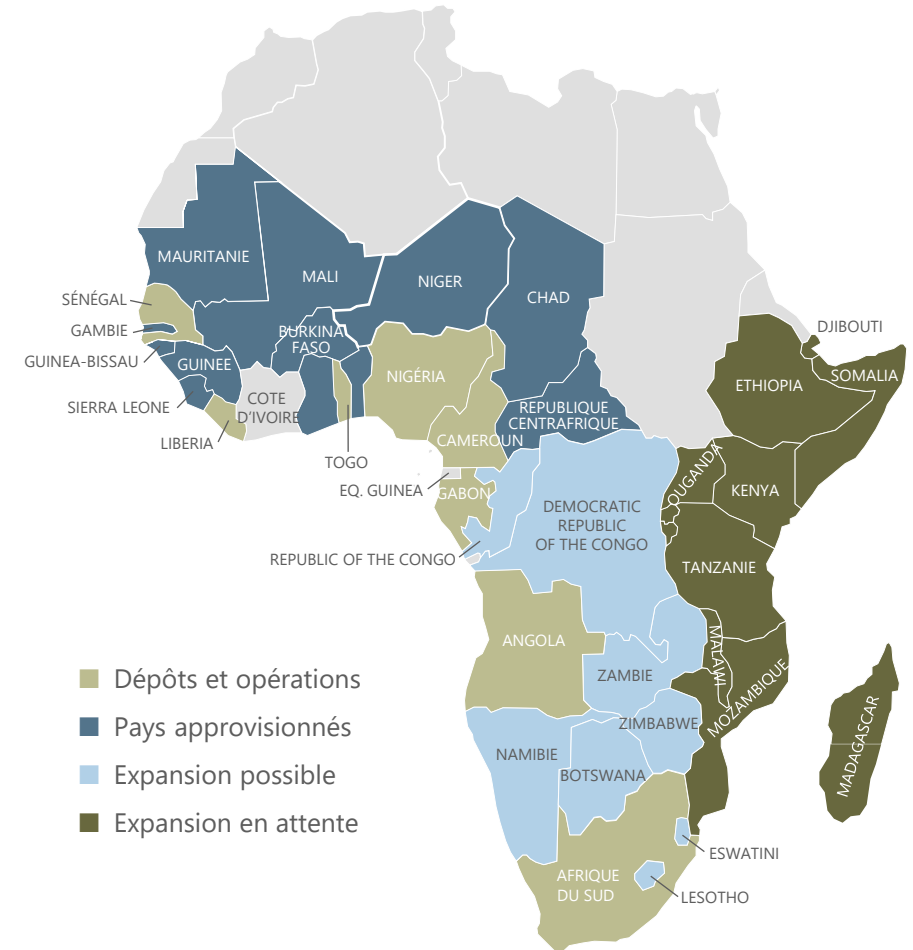 MAURITANIE
MALI
NIGER
CHAD
SÉNÉGAL
GAMBIE
GUINEA-BISSAU
GUINEE
BURKINA
FASO
SIERRA LEONE
LIBERIA
COTE
D'IVOIRE
TOGO
NIGÉRIA
CAMEROUN
REPUBLIQUE
CENTRAFRIQUE
DJIBOUTI
ETHIOPIA
SOMALIA
EQ. GUINEA
GABON
REPUBLIC OF THE CONGO
DEMOCRATIC
REPUBLIC
OF THE CONGO
OUGANDA
KENYA
TANZANIE
ANGOLA
ZAMBIE
MALAWI
MOZAMBIQUE
ZIMBABWE
NAMIBIE
BOTSWANA
MADAGASCAR
ESWATINI
LESOTHO
AFRIQUE
DU SUD
Dépôts et opérations
Pays approvisionnés
Expansion possible
Expansion en attente